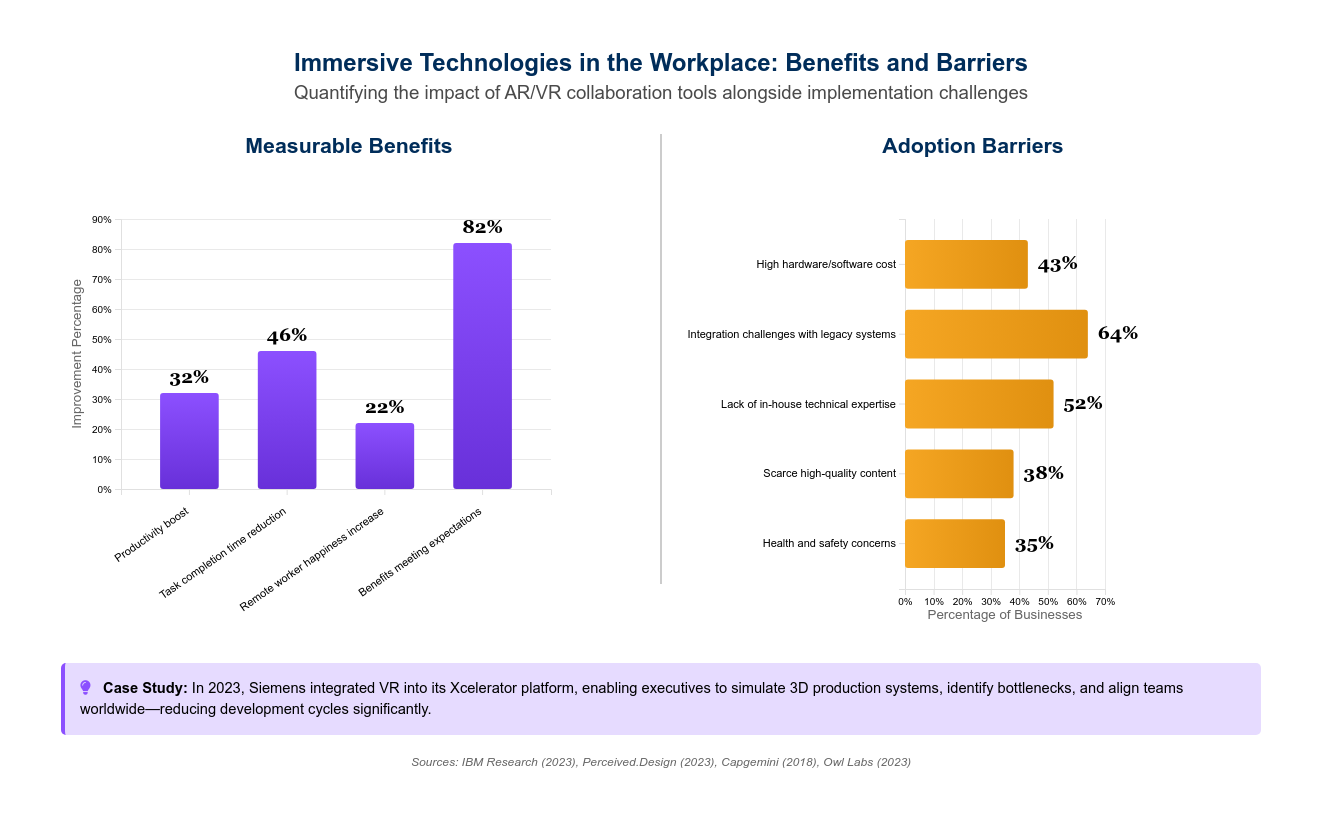 Immersive Technologies in the Workplace: Benefits and Barriers
Quantifying the impact of AR/VR collaboration tools alongside implementation challenges
Measurable Benefits
Improvement Percentage
90%
80%
70%
60%
50%
40%
30%
20%
10%
0%
32%
46%
22%
82%
Productivity boost
Task completion time reduction
Remote worker happiness increase
Benefits meeting expectations
Adoption Barriers
High hardware/software cost
43%
Integration challenges with legacy systems
64%
Lack of in-house technical expertise
52%
Scarce high-quality content
38%
Health and safety concerns
35%
0% 10% 20% 30% 40% 50% 60% 70%
Percentage of Businesses
Case Study: In 2023, Siemens integrated VR into its Xcelerator platform, enabling executives to simulate 3D production systems, identify bottlenecks, and align teams
worldwide—reducing development cycles significantly.
Sources: IBM Research (2023), Perceived.Design (2023), Capgemini (2018), Owl Labs (2023)